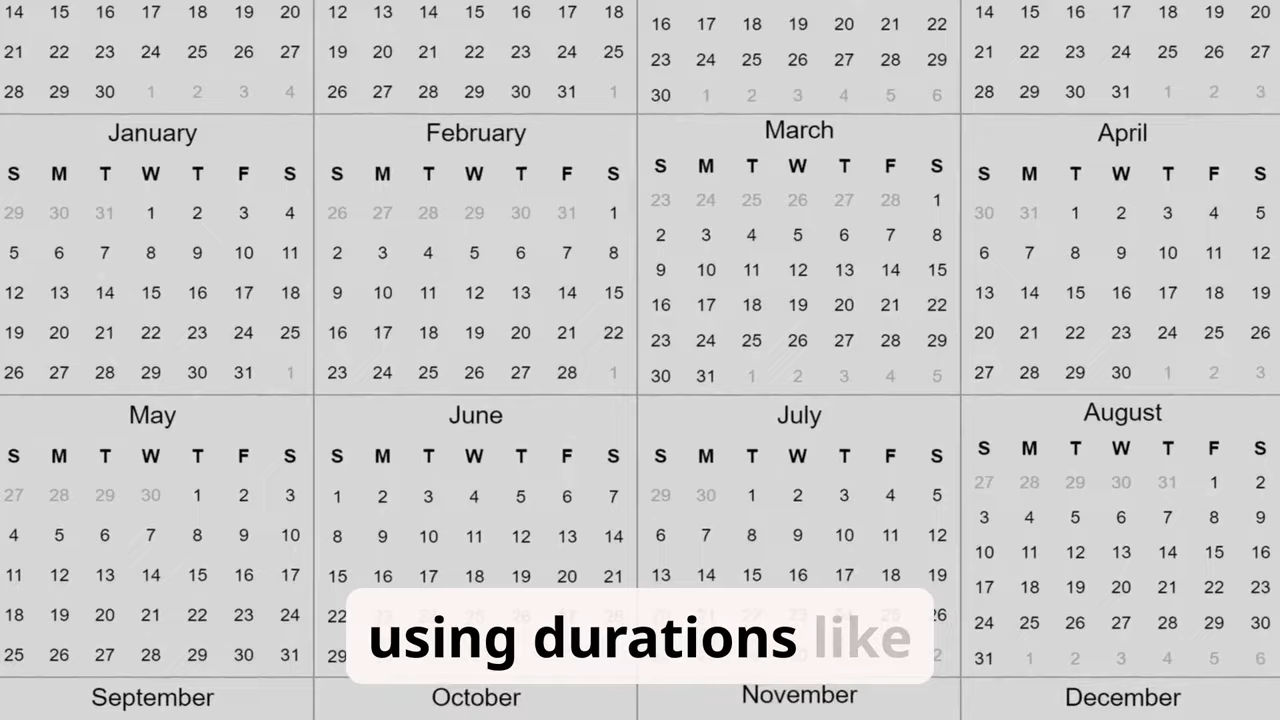 14 15 16 17 18 19 20
21 22 23 24 25 26 27
28 29 30 1 2 3 4
12 13 14 15 16 17 18
19 20 21 22 23 24 25
26 27 28 29 30 31 1
16 17 18 19 20 21 22
23 24 25 26 27 28 29
30 1 2 3 4 5 6
14 15 16 17 18 19 20
21 22 23 24 25 26 27
28 29 30 31 1 2 3
January
S M T W T F S
29 30 31 1 2 3 4
5 6 7 8 9 10 11
12 13 14 15 16 17 18
19 20 21 22 23 24 25
26 27 28 29 30 31 1
February
S M T W T F S
26 27 28 29 30 31 1
2 3 4 5 6 7 8
9 10 11 12 13 14 15
16 17 18 19 20 21 22
23 24 25 26 27 28 1
March
S M T W T F S
23 24 25 26 27 28 1
2 3 4 5 6 7 8
9 10 11 12 13 14 15
16 17 18 19 20 21 22
23 24 25 26 27 28 29
30 31 1 2 3 4 5
April
S M T W T F S
30 31 1 2 3 4 5
6 7 8 9 10 11 12
13 14 15 16 17 18 19
20 21 22 23 24 25 26
27 28 29 30 1 2 3
May
S M T W T F S
27 28 29 30 1 2 3
4 5 6 7 8 9 10
11 12 13 14 15 16 17
18 19 20 21 22 23 24
25 26 27 28 29 30 31
June
S M T W T F S
1 2 3 4 5 6 7
8 9 10 11 12 13 14
15 16 17 18 19 20 21
22
29
July
S M T W T F S
29 30 1 2 3 4 5
6 7 8 9 10 11 12
13 14 15 16 17 18 19
26
2
August
S M T W T F S
27 28 29 30 31 1 2
3 4 5 6 7 8 9
10 11 12 13 14 15 16
17 18 19 20 21 22 23
24 25 26 27 28 29 30
31 1 2 3 4 5 6
using durations like
September
October
November
December